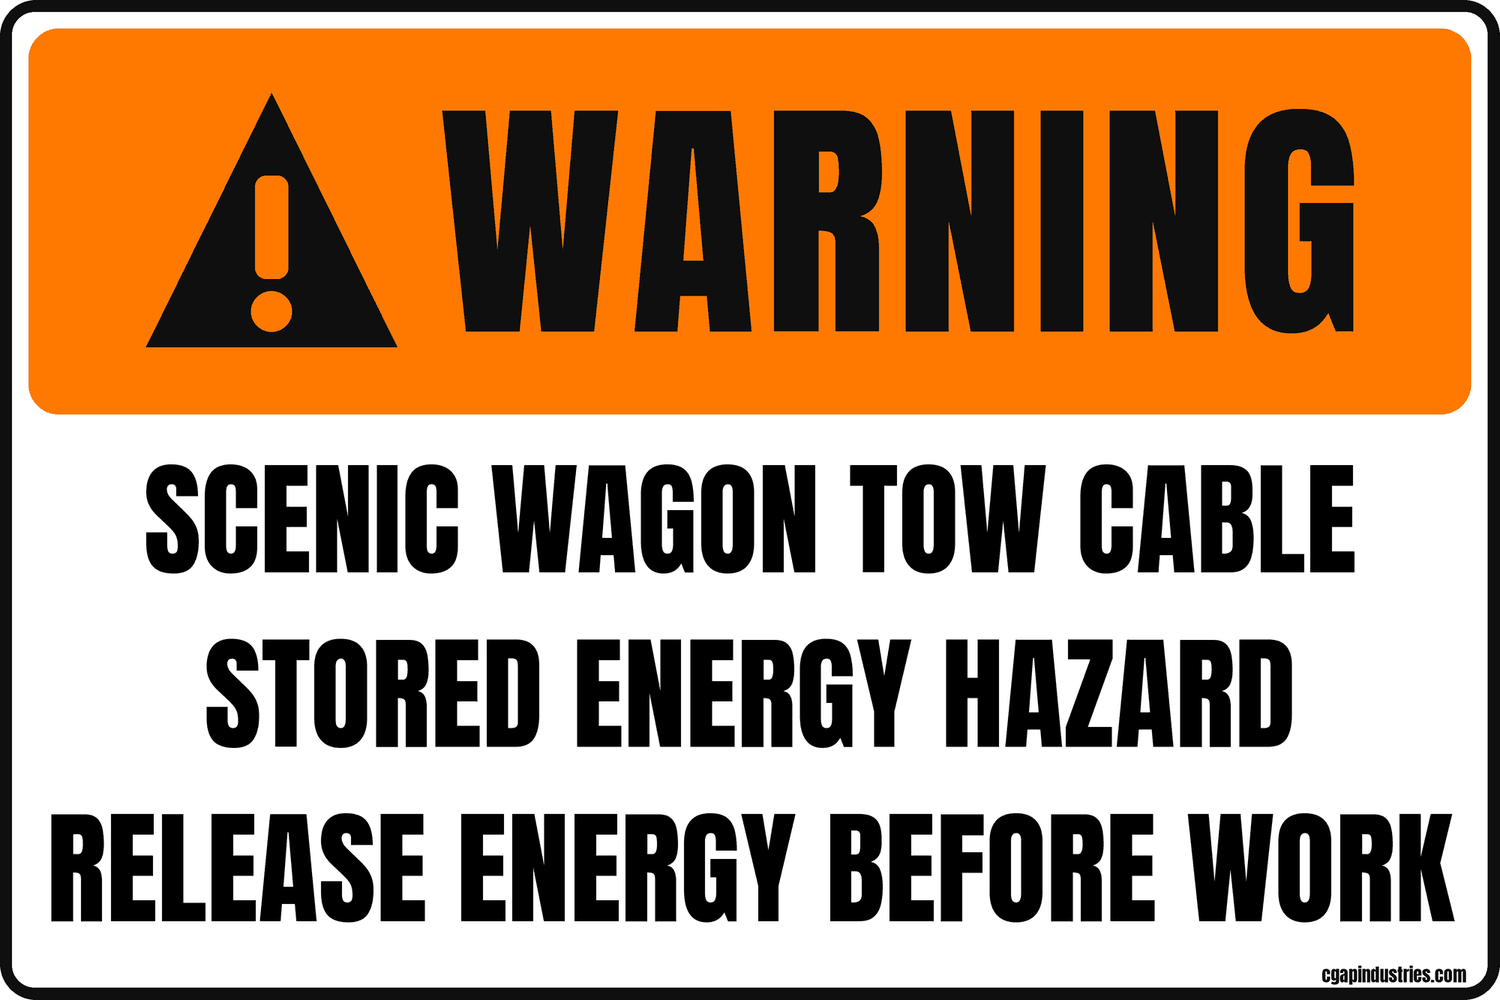 WARNING
SCENIC WAGON TOW CABLE
STORED ENERGY HAZARD
RELEASE ENERGY BEFORE WORK
cgapindustries.com